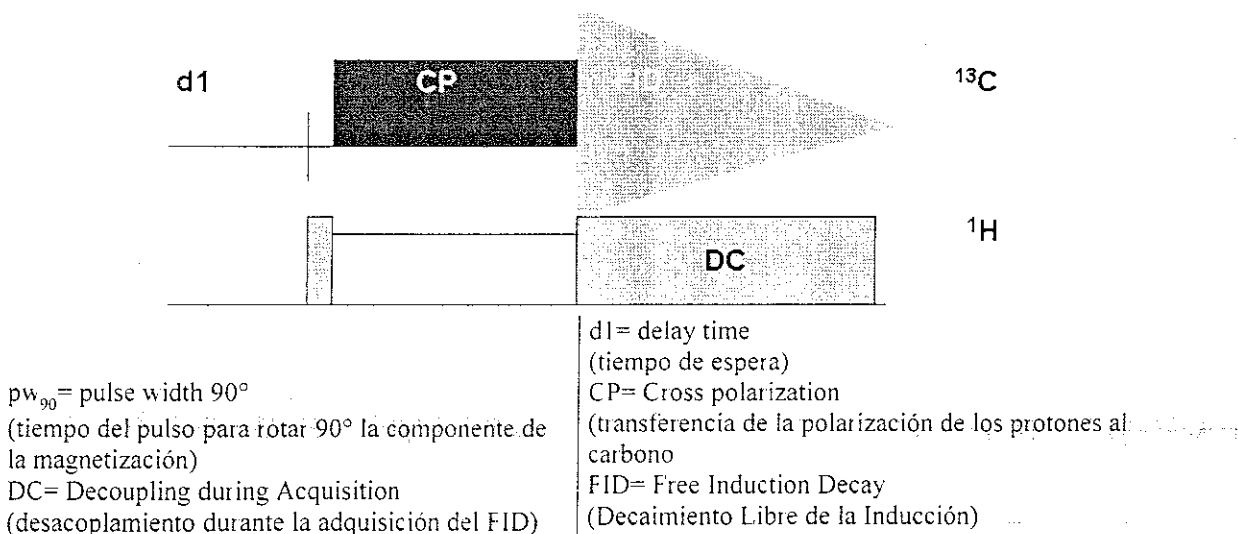 d1
CP
FID
13C
1H
DC
pw90= pulse width 90°
(tiempo del pulso para rotar 90° la componente de
la magnetización)
DC= Decoupling during Acquisition
(desacoplamiento durante la adquisición del FID)
d1= delay time
(tiempo de espera)
CP= Cross polarization
(transferencia de la polarización de los protones al
carbono
FID= Free Induction Decay
(Decaimiento Libre de la Inducción)